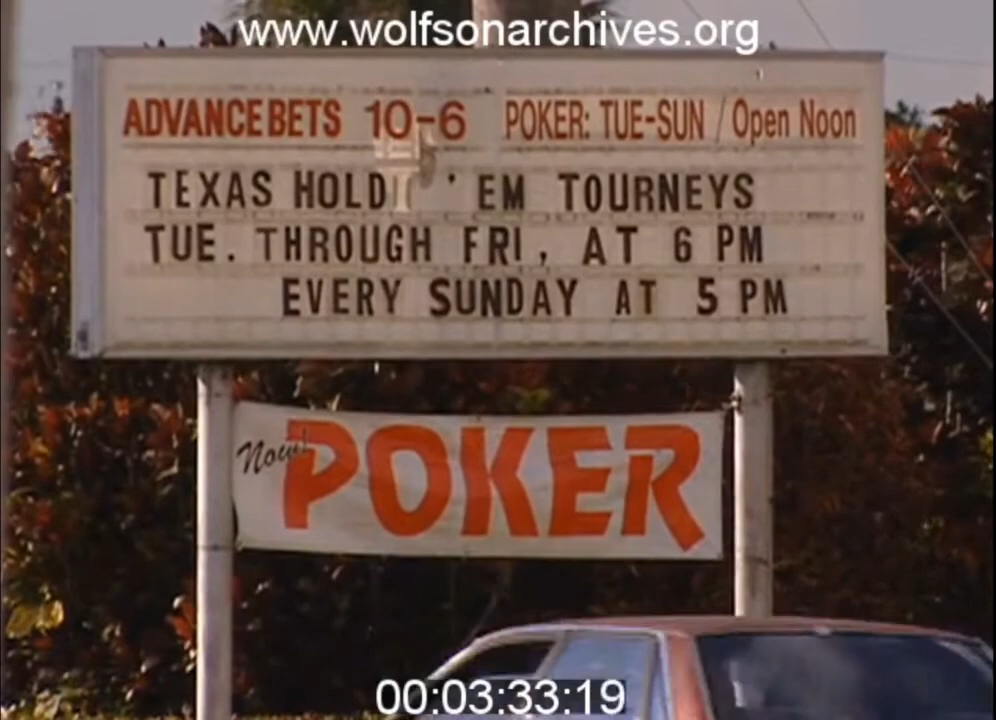 www.wolfsonarchives.org
ADVANCE BETS 10-6 POKER: TUE-SUN / Open Noon
TEXAS HOLD 'EM TOURNEYS
TUE. THROUGH FRI, AT 6 PM
EVERY SUNDAY AT 5 PM
Now! POKER
00:03:33:19